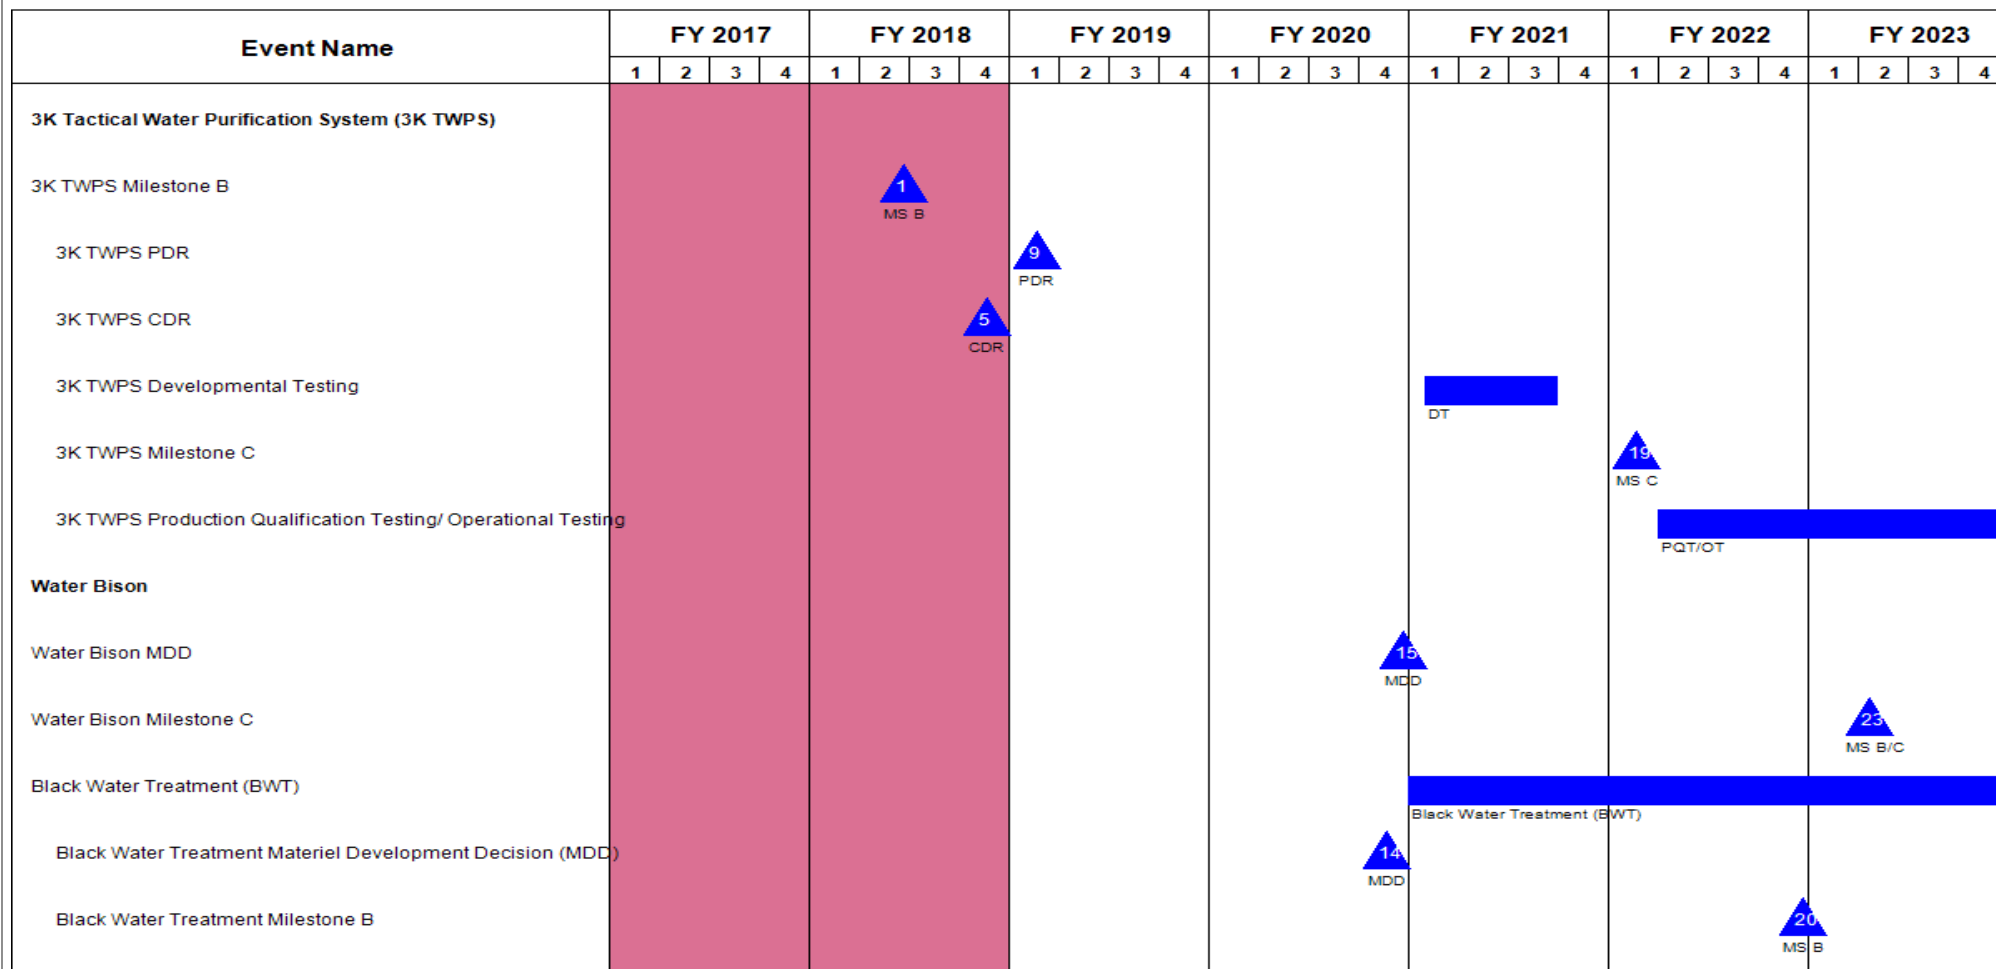 Event Name FY 2017 FY 2018 FY 2019 FY 2020 FY 2021 FY 2022 FY 2023
1 2 3 4 1 2 3 4 1 2 3 4 1 2 3 4 1 2 3 4 1 2 3 4 1 2 3 4
3K Tactical Water Purification System (3K TWPS)
3K TWPS Milestone B 1
MS B
3K TWPS PDR 9
PDR
3K TWPS CDR 5
CDR
3K TWPS Developmental Testing
DT
3K TWPS Milestone C 19
MS C
3K TWPS Production Qualification Testing/ Operational Testing
PQT/OT
Water Bison
Water Bison MDD 15
MDD
Water Bison Milestone C 23
MS B/C
Black Water Treatment (BWT)
Black Water Treatment (BWT)
Black Water Treatment Materiel Development Decision (MDD) 14
MDD
Black Water Treatment Milestone B 20
MS B